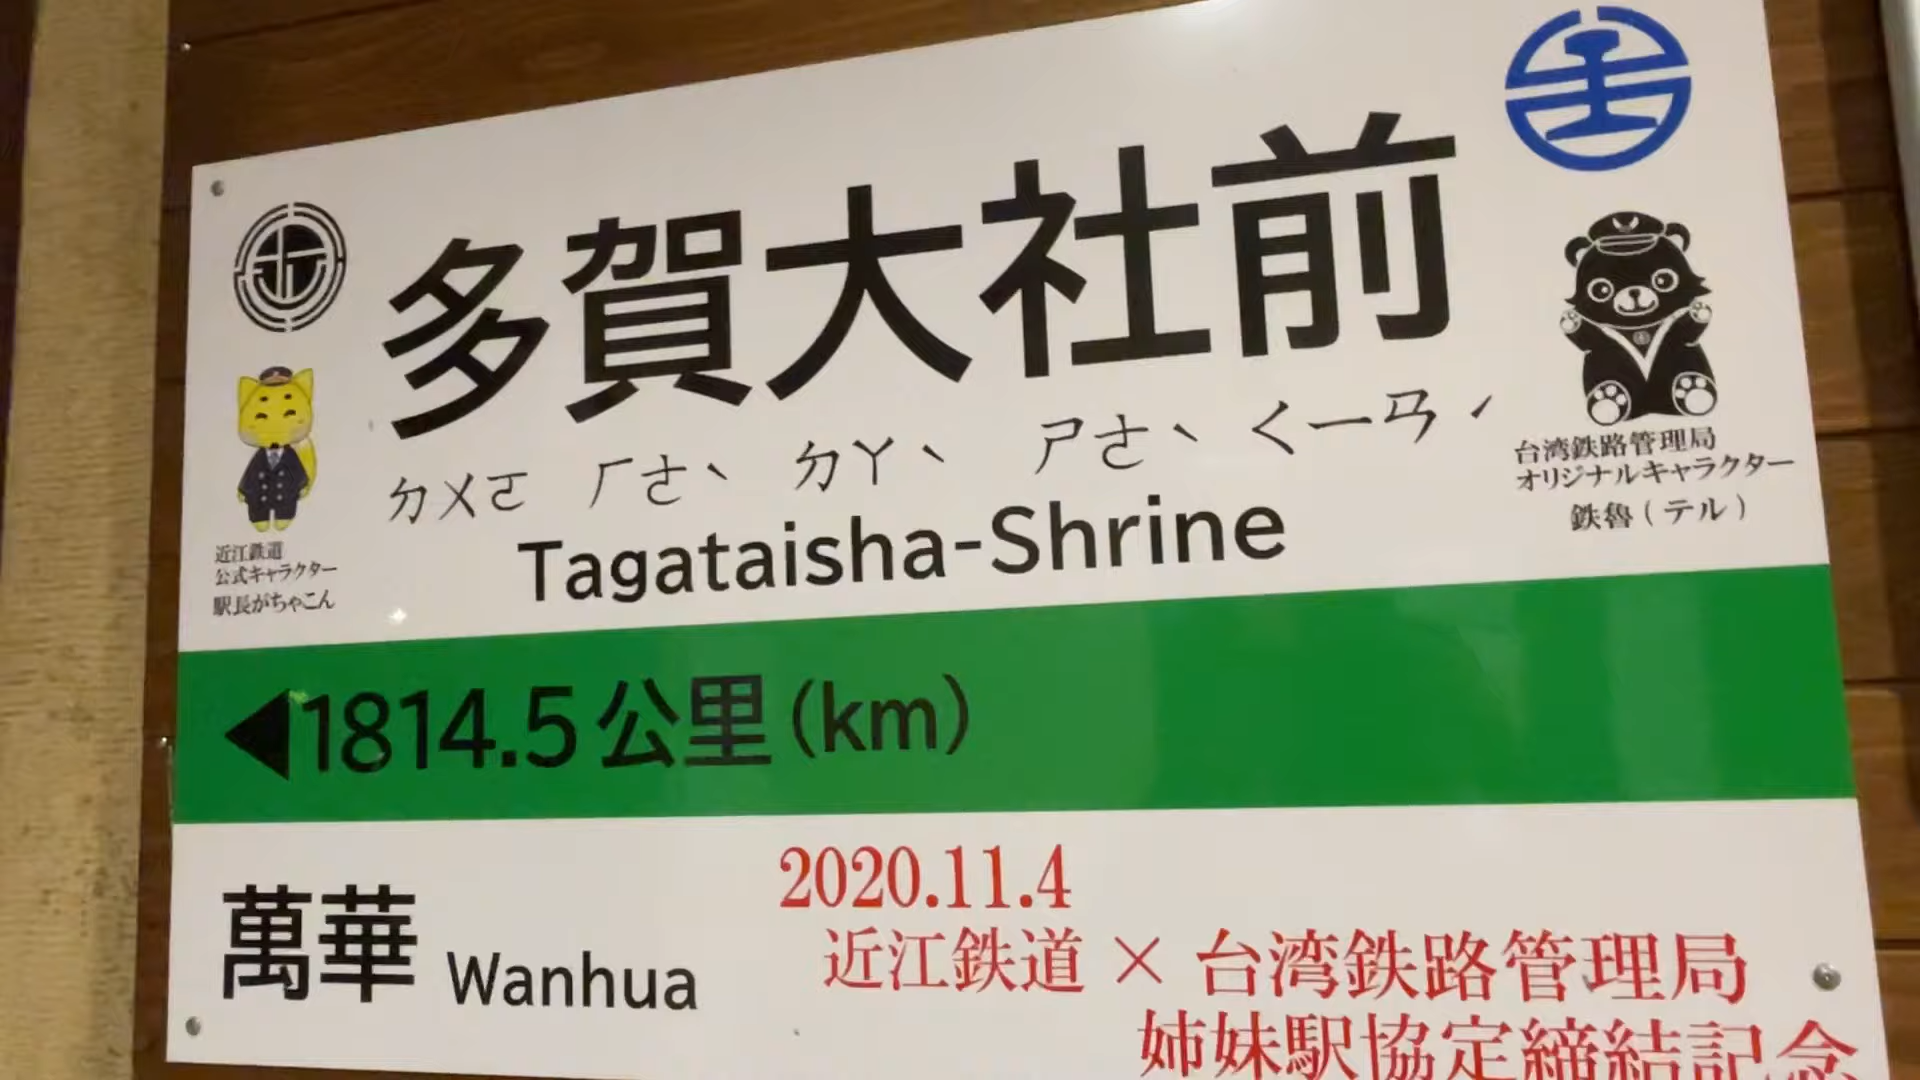 多賀大社前
ㄉㄨㄛ ㄏㄜˋ ㄉㄚˋ ㄕㄜˋ ㄑㄧㄢˊ
Tagataisha-Shrine
近江鉄道
公式キャラクター
駅長がちゃこん
台湾鉄路管理局
オリジナルキャラクター
鉄魯(テル)
◀1814.5公里(km)
萬華 Wanhua
2020.11.4
近江鉄道×台湾鉄路管理局
姉妹駅協定締結記念